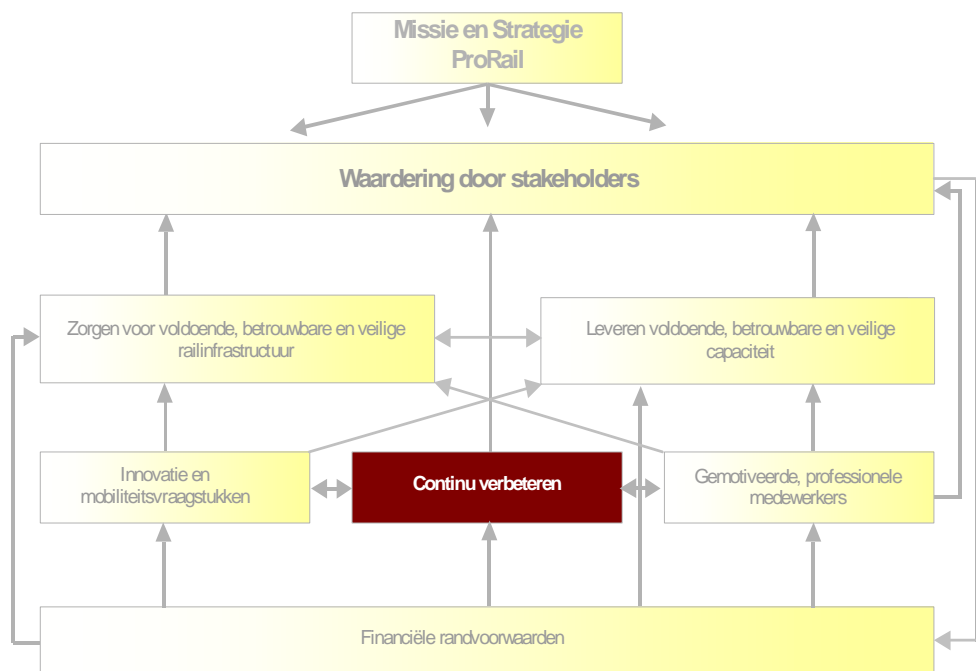 Missie en Strategie
ProRail
Waardering door stakeholders
Zorgen voor voldoende, betrouwbare en veilige
railinfrastructuur
Leveren voldoende, betrouwbare en veilige
capaciteit
Innovatie en
mobiliteitsvraagstukken
Continu verbeteren
Gemotiveerde, professionele
medewerkers
Financiële randvoorwaarden